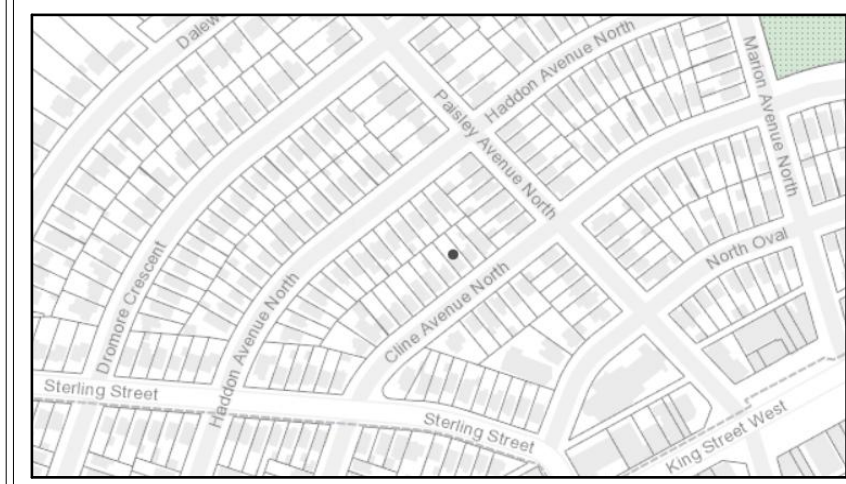 Dalew
Haddon Avenue North
Marion Avenue North
Paisley Avenue North
North Oval
Dromore Crescent
Haddon Avenue North
Cline Avenue North
Sterling Street
Sterling Street
King Street West